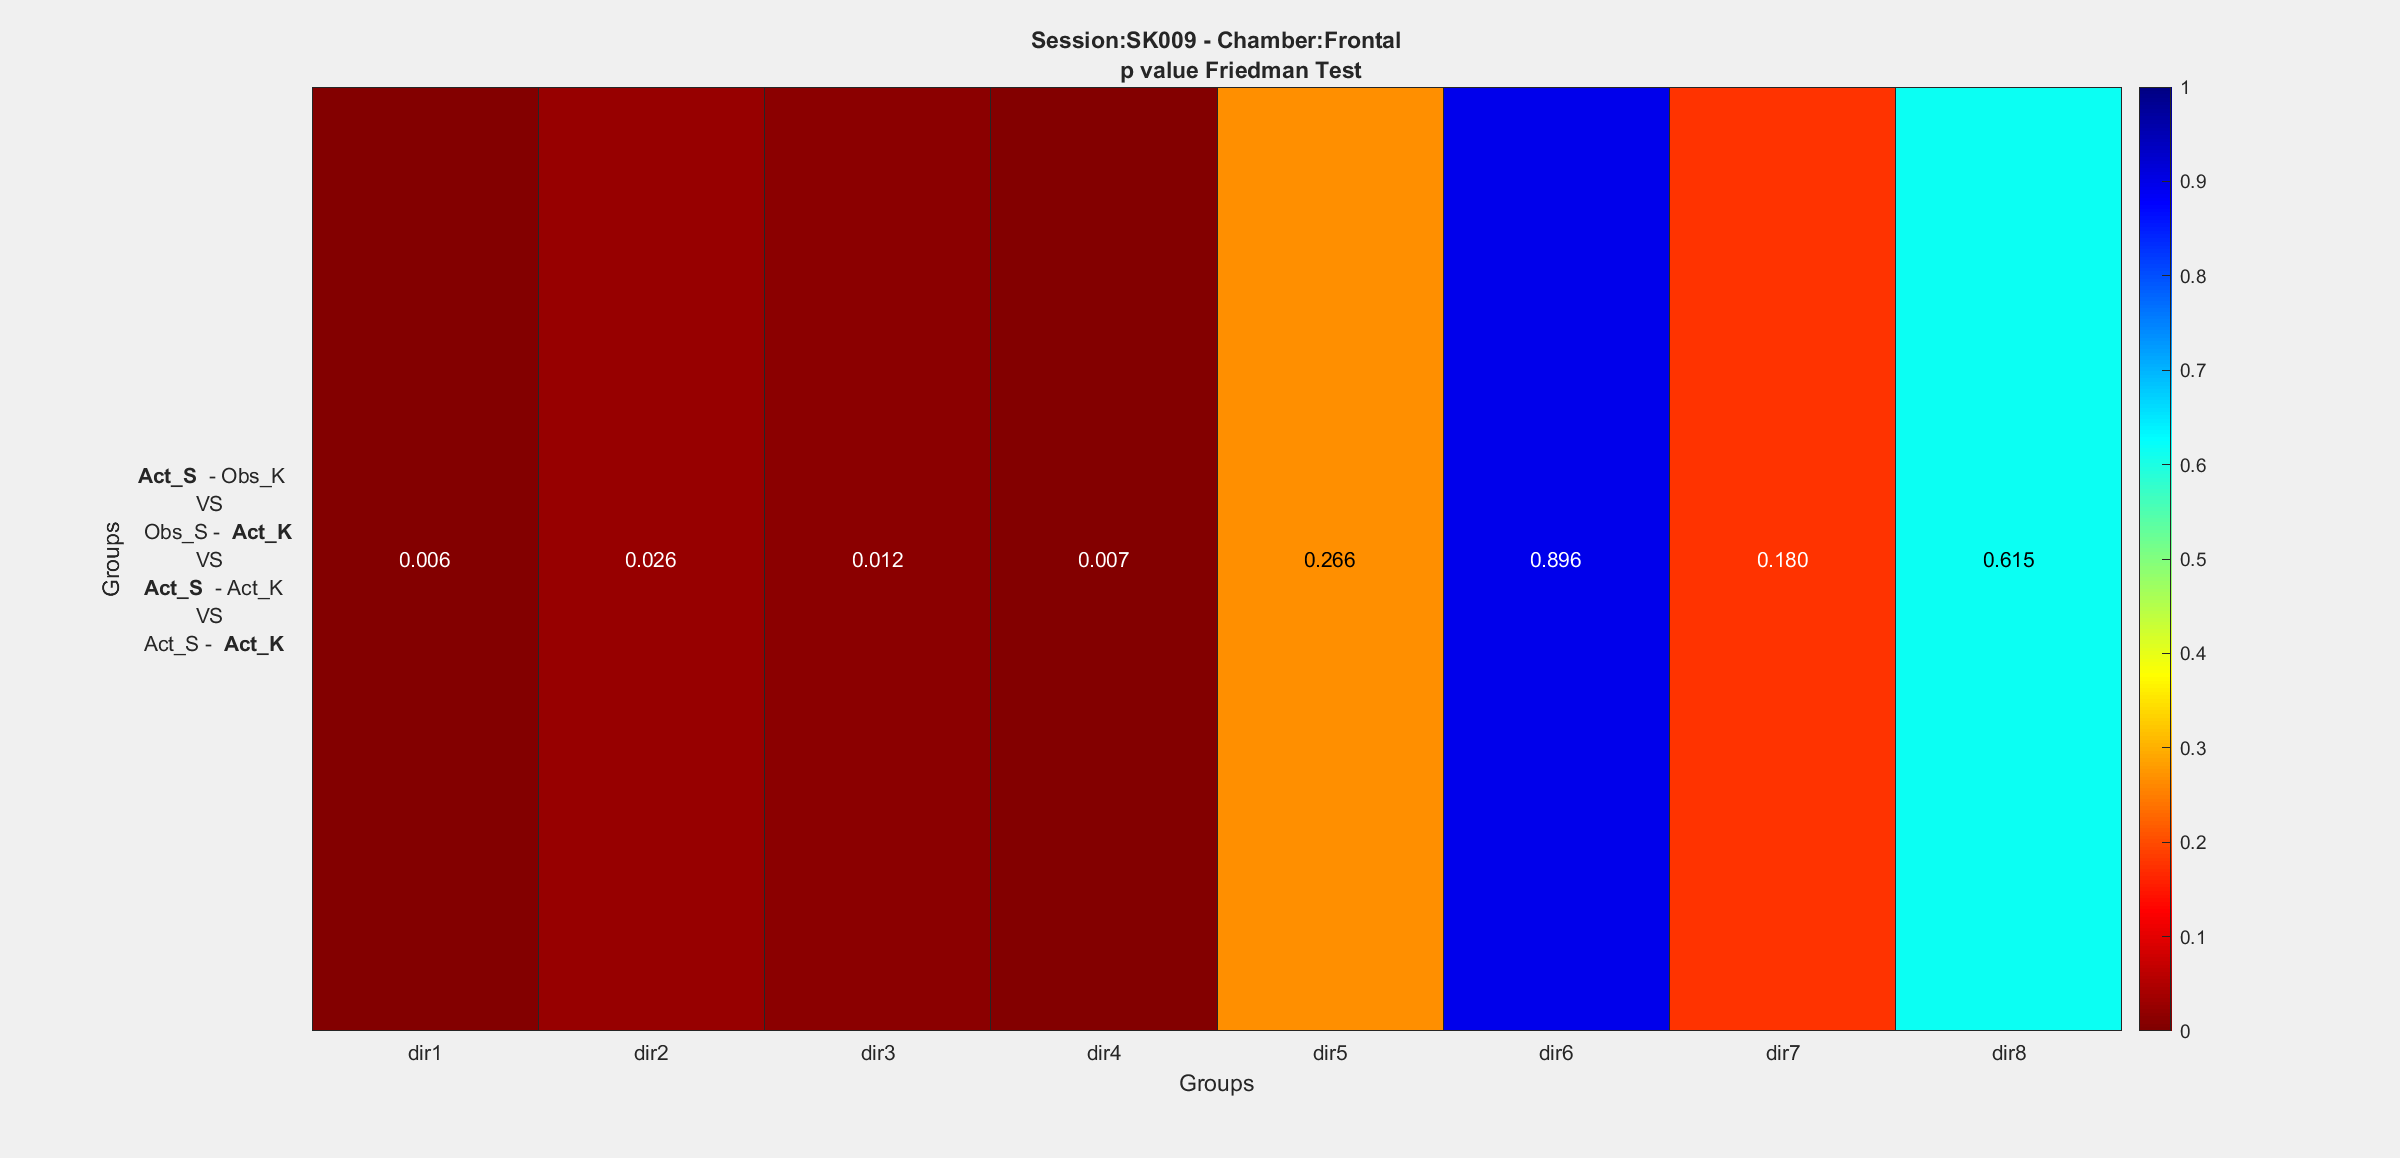 Session:SK009 - Chamber:Frontal
p value Friedman Test
Groups
Act_S - Obs_K
VS
Obs_S - Act_K
VS
Act_S - Act_K
VS
Act_S - Act_K
0.006 0.026 0.012 0.007 0.266 0.896 0.180 0.615
dir1 dir2 dir3 dir4 dir5 dir6 dir7 dir8
Groups
1
0.9
0.8
0.7
0.6
0.5
0.4
0.3
0.2
0.1
0